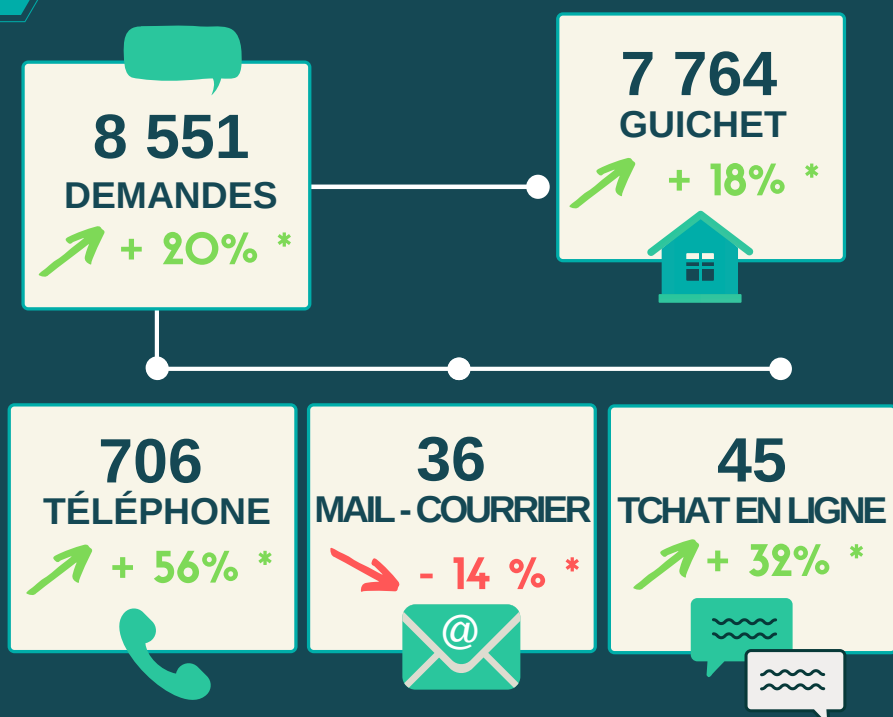 8 551
DEMANDES
+ 20% *
7 764
GUICHET
+ 18% *
706
TÉLÉPHONE
+ 56% *
36
MAIL - COURRIER
- 14 % *
@
45
TCHAT EN LIGNE
+ 32% *